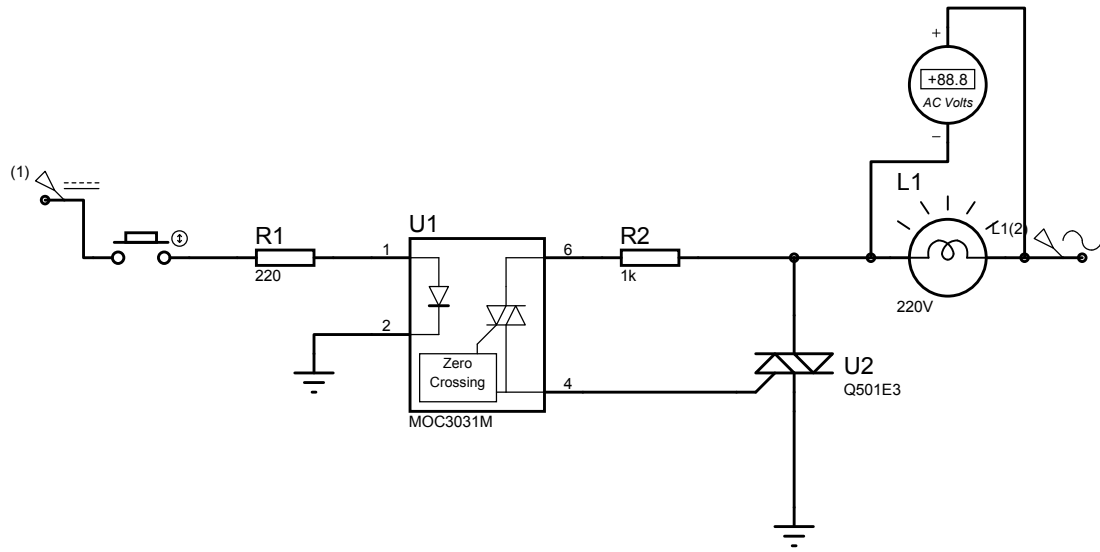 +
+88.8
AC Volts
−
(1)
L1
L1(2)
220V
R1
220
U1
1
2
6
4
Zero
Crossing
MOC3031M
R2
1k
U2
Q501E3